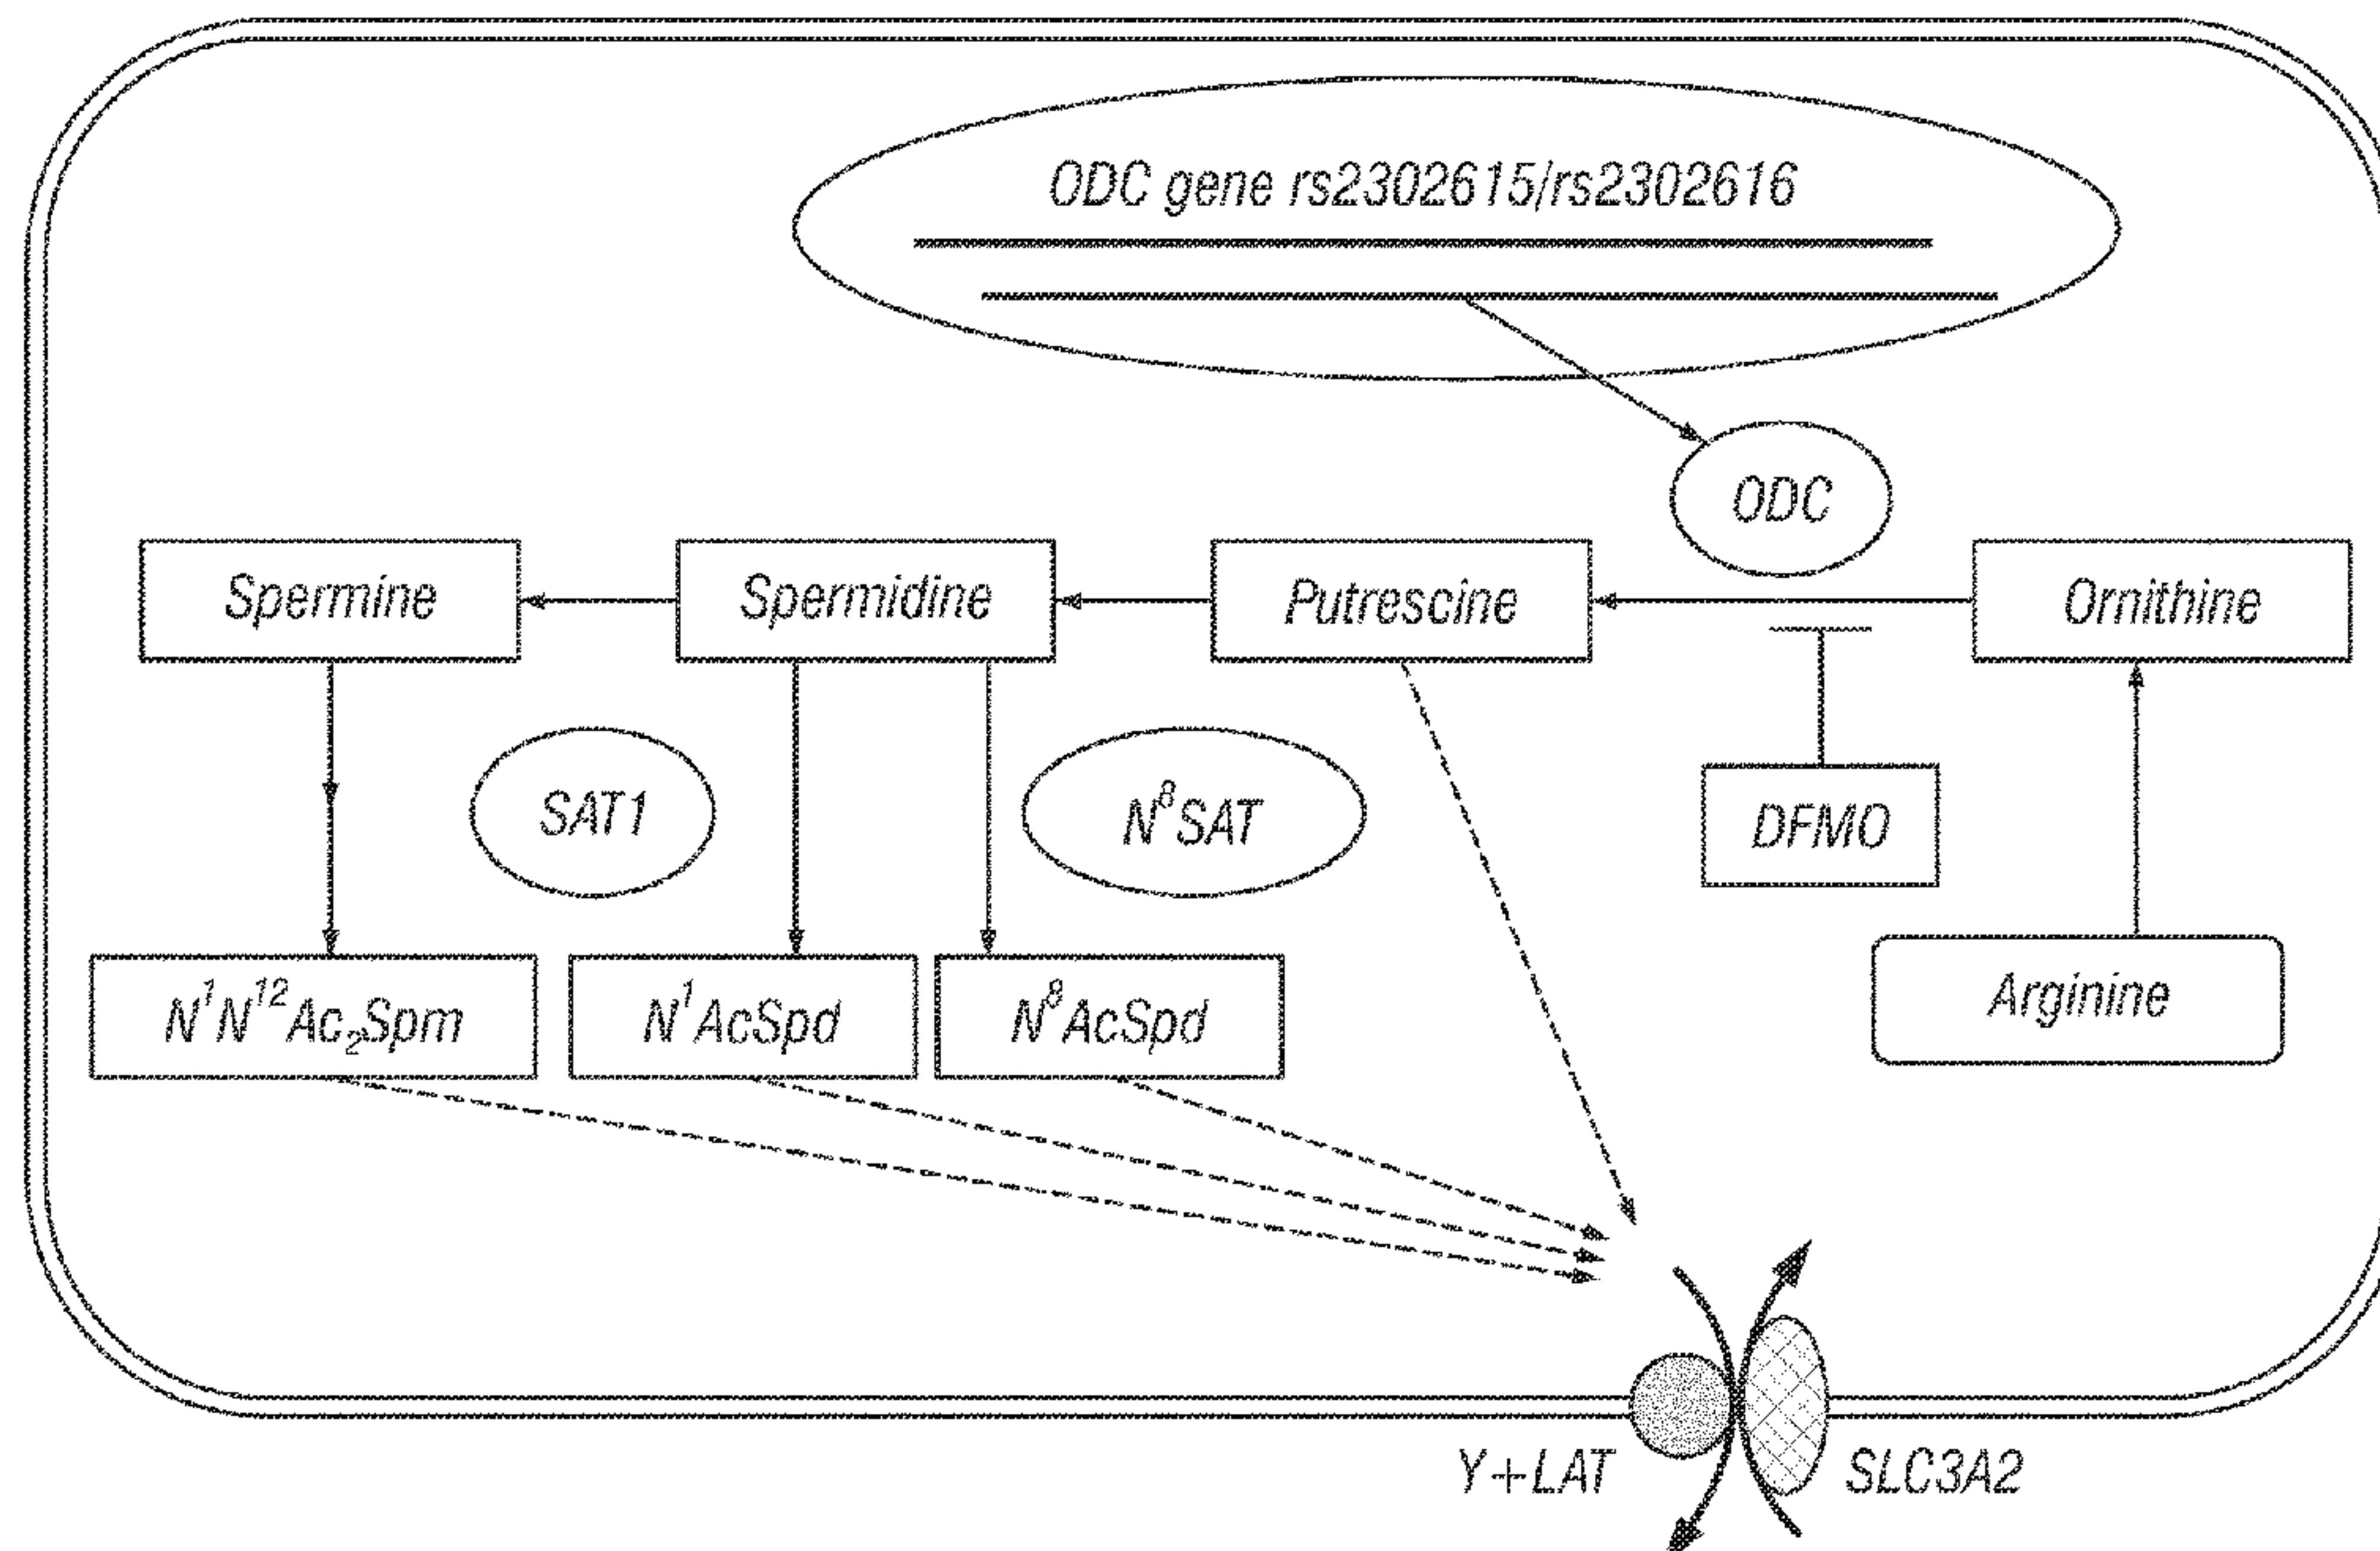 ODC gene rs2302615/rs2302616
ODC
Spermine
Spermidine
Putrescine
Ornithine
SAT1
N⁸SAT
DFMO
N¹N¹²Ac₂Spm
N¹AcSpd
N⁸AcSpd
Arginine
Y+LAT
SLC3A2